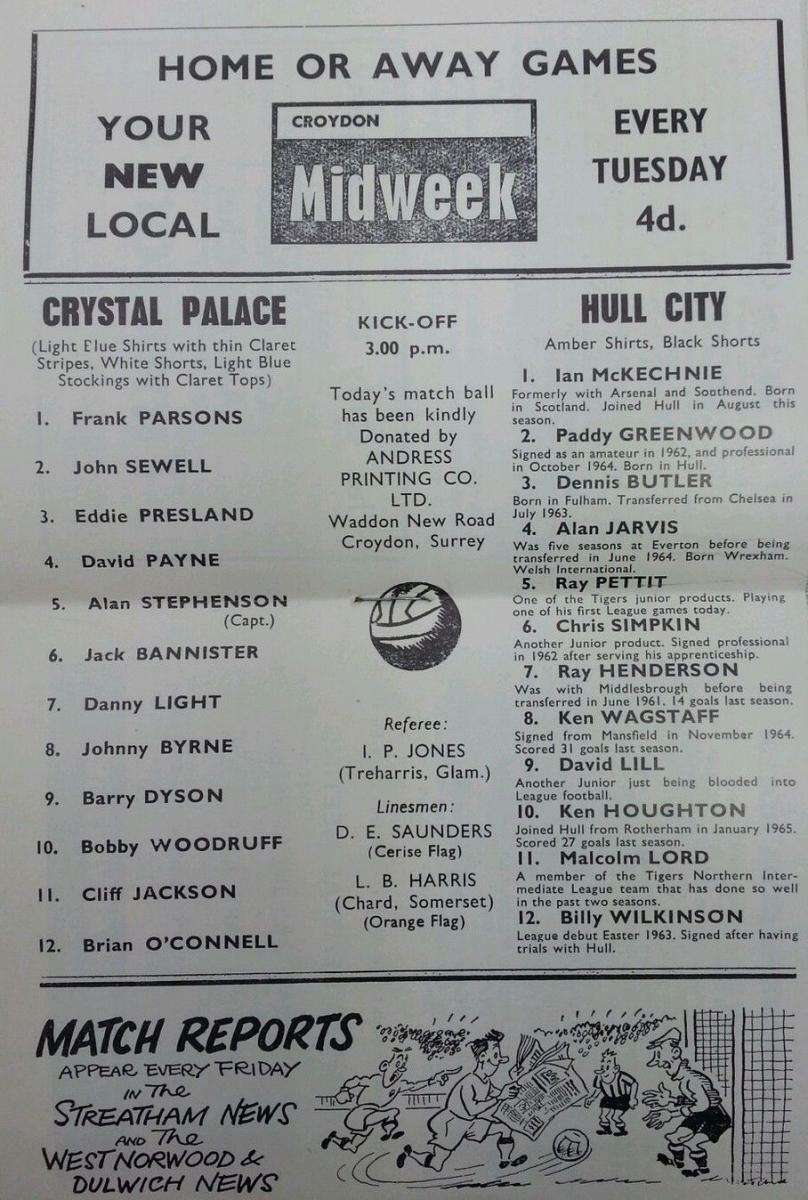 HOME OR AWAY GAMES
YOUR
NEW
LOCAL
CROYDON
Midweek
EVERY
TUESDAY
4d.
CRYSTAL PALACE
(Light Blue Shirts with thin Claret
Stripes, White Shorts, Light Blue
Stockings with Claret Tops)
1. Frank PARSONS
2. John SEWELL
3. Eddie PRESLAND
4. David PAYNE
5. Alan STEPHENSON
(Capt.)
6. Jack BANNISTER
7. Danny LIGHT
8. Johnny BYRNE
9. Barry DYSON
10. Bobby WOODRUFF
11. Cliff JACKSON
12. Brian O'CONNELL
KICK-OFF
3.00 p.m.
Today's match ball
has been kindly
Donated by
ANDRESS
PRINTING CO.
LTD.
Waddon New Road
Croydon, Surrey
Referee:
I. P. JONES
(Treharris, Glam.)
Linesmen:
D. E. SAUNDERS
(Cerise Flag)
L. B. HARRIS
(Chard, Somerset)
(Orange Flag)
HULL CITY
Amber Shirts, Black Shorts
1. Ian McKECHNIE
Formerly with Arsenal and Southend. Born
in Scotland. Joined Hull in August this
season.
2. Paddy GREENWOOD
Signed as an amateur in 1962, and professional
in October 1964. Born in Hull.
3. Dennis BUTLER
Born in Fulham. Transferred from Chelsea in
July 1963.
4. Alan JARVIS
Was five seasons at Everton before being
transferred in June 1964. Born Wrexham.
Welsh International.
5. Ray PETTIT
One of the Tigers junior products. Playing
one of his first League games today.
6. Chris SIMPKIN
Another Junior product. Signed professional
in 1962 after serving his apprenticeship.
7. Ray HENDERSON
Was with Middlesbrough before being
transferred in June 1961. 14 goals last season.
8. Ken WAGSTAFF
Signed from Mansfield in November 1964.
Scored 31 goals last season.
9. David LILL
Another Junior just being blooded into
League football.
10. Ken HOUGHTON
Joined Hull from Rotherham in January 1965.
Scored 27 goals last season.
11. Malcolm LORD
A member of the Tigers Northern Inter-
mediate League team that has done so well
in the past two seasons.
12. Billy WILKINSON
League debut Easter 1963. Signed after having
trials with Hull.
MATCH REPORTS
APPEAR EVERY FRIDAY
IN The
STREATHAM NEWS
AND The
WEST NORWOOD &
DULWICH NEWS